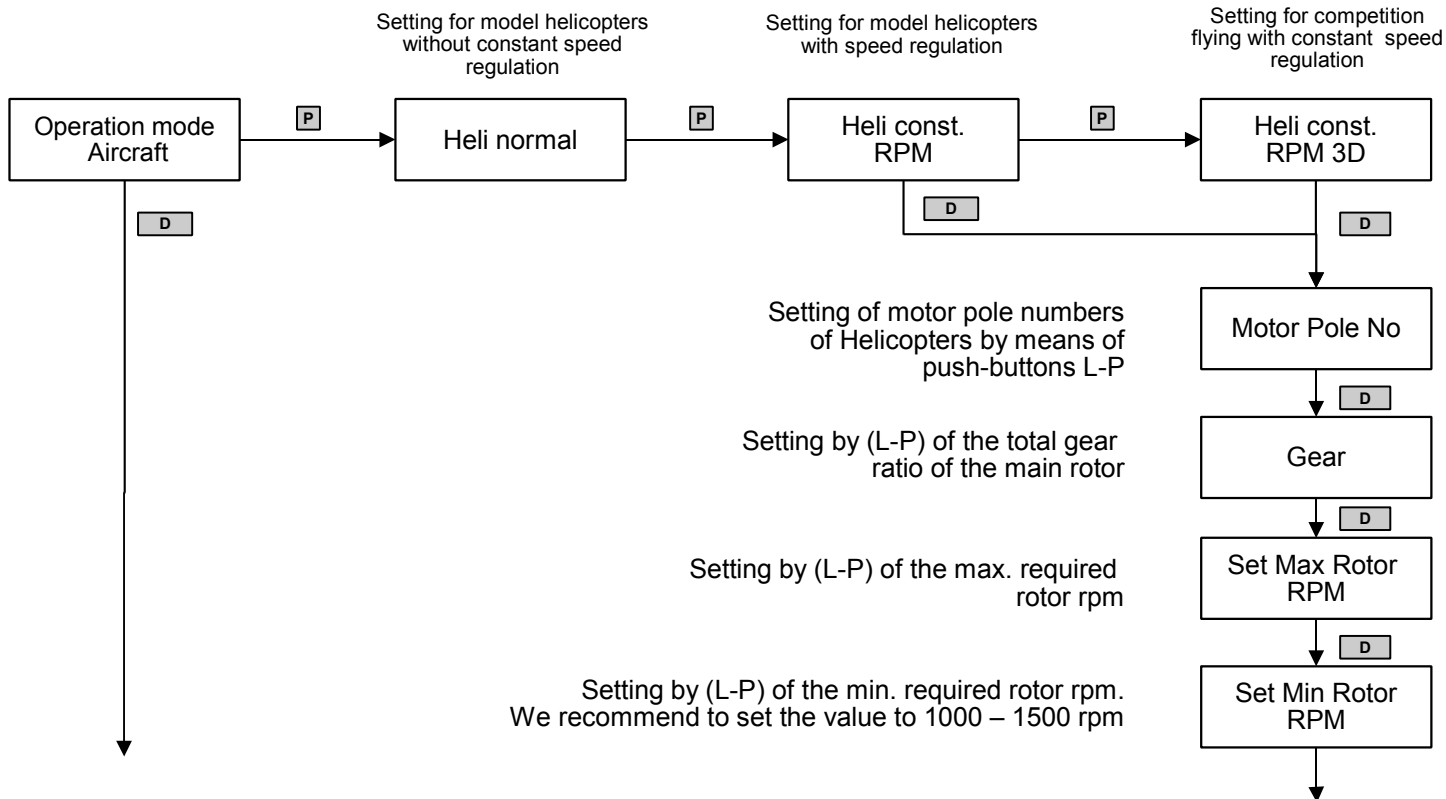 Setting for model helicopters
without constant speed
regulation
Setting for model helicopters
with speed regulation
Setting for competition
flying with constant speed
regulation
Operation mode
Aircraft
P
Heli normal
P
Heli const.
RPM
P
Heli const.
RPM 3D
D
D
D
Setting of motor pole numbers
of Helicopters by means of
push-buttons L-P
Motor Pole No
D
Setting by (L-P) of the total gear
ratio of the main rotor
Gear
D
Setting by (L-P) of the max. required
rotor rpm
Set Max Rotor
RPM
D
Setting by (L-P) of the min. required rotor rpm.
We recommend to set the value to 1000 – 1500 rpm
Set Min Rotor
RPM